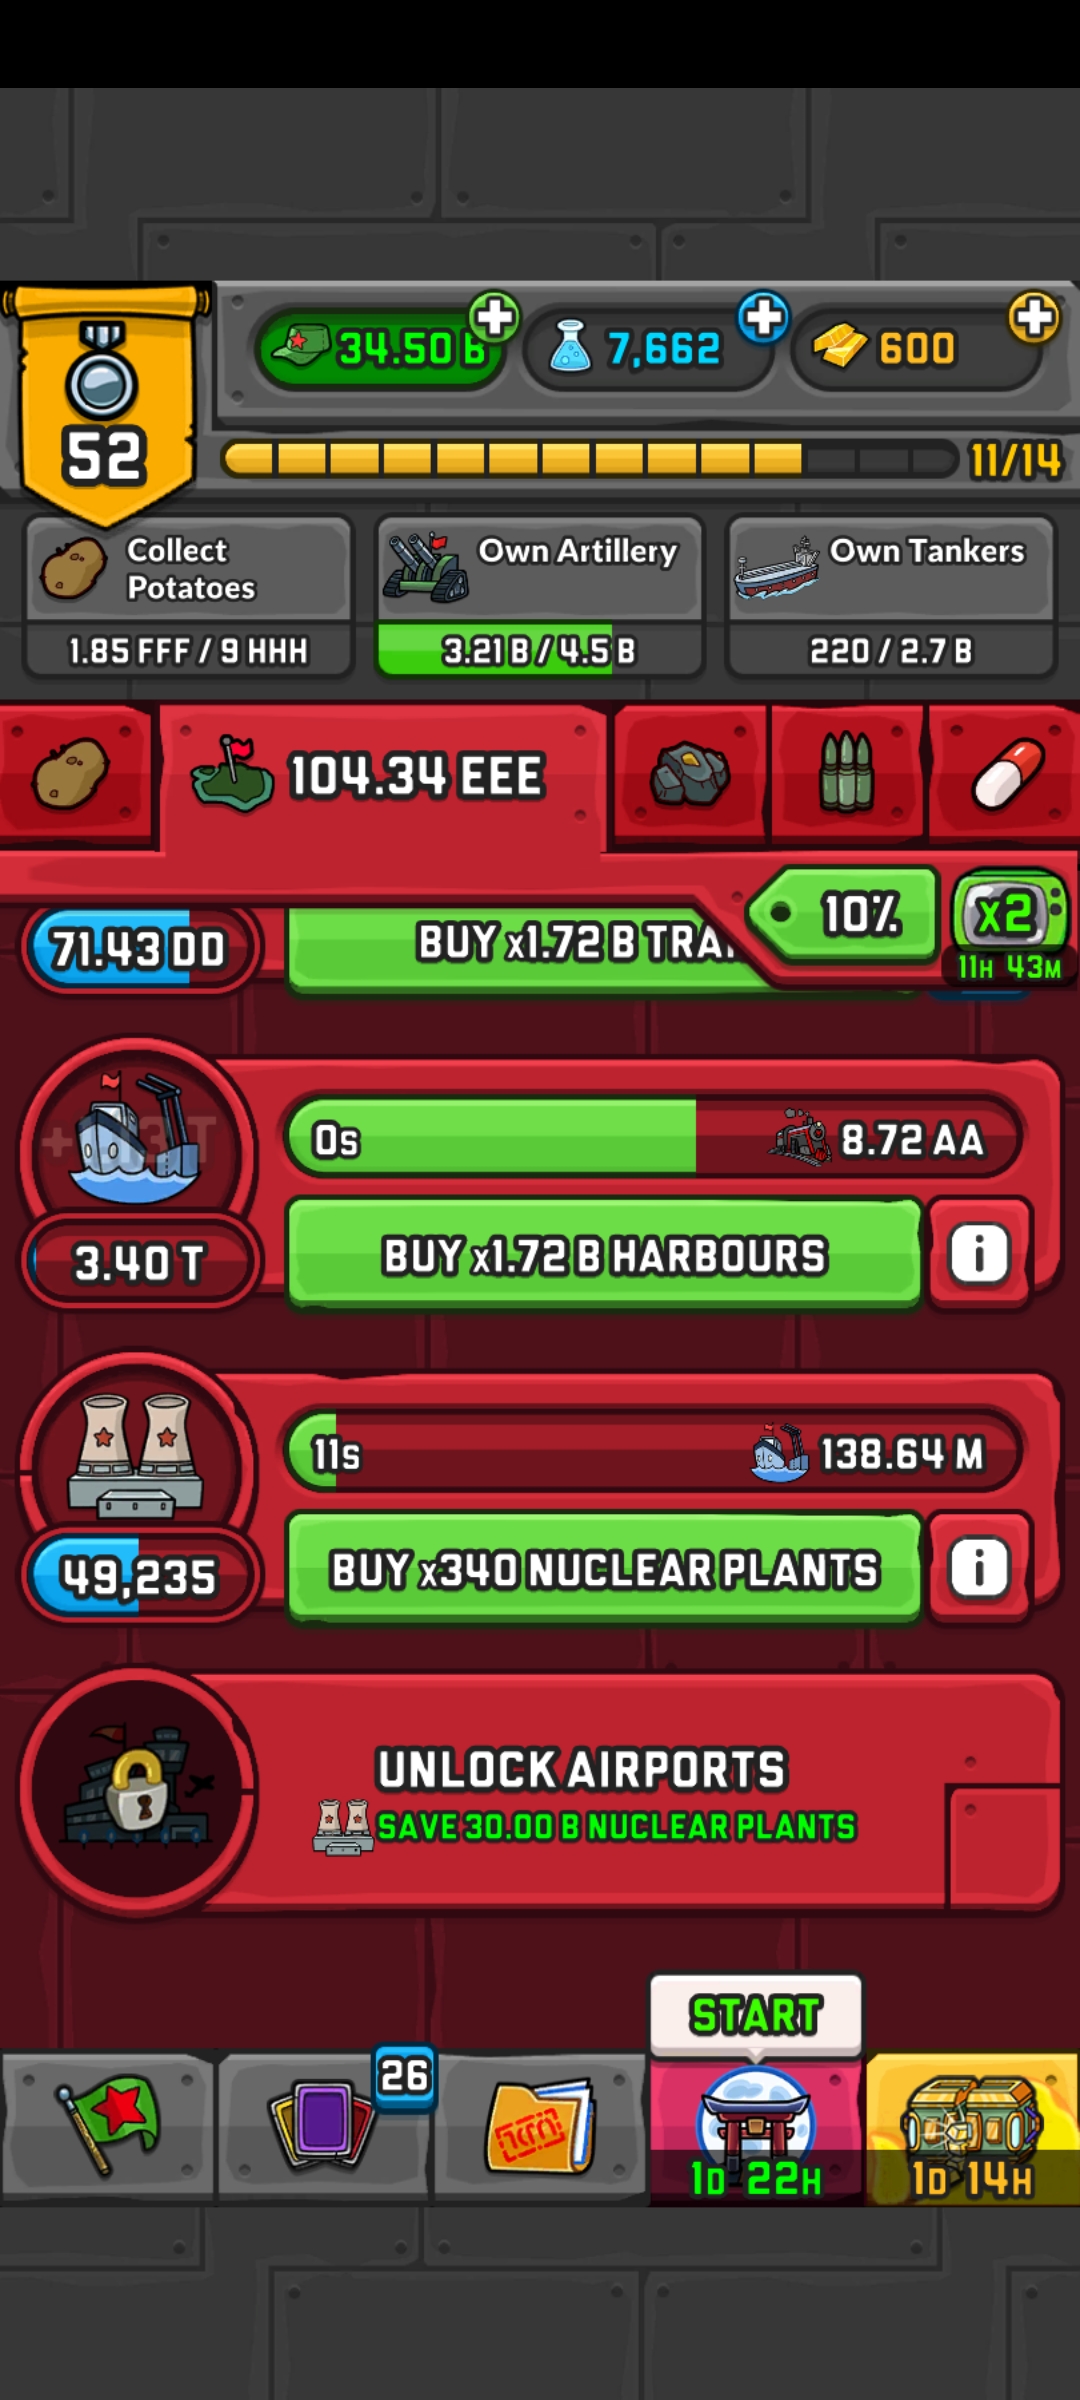 34.50 B
7,662
600
52
11/14
Collect
Potatoes
Own Artillery
Own Tankers
1.85 FFF / 9 HHH
3.21 B / 4.5 B
220 / 2.7 B
104.34 EEE
10%
x2
11H 43M
71.43 DD
BUY x1.72 B TRA
0s
8.72 AA
3.40 T
BUY x1.72 B HARBOURS
i
11s
138.64 M
49,235
BUY x340 NUCLEAR PLANTS
i
UNLOCK AIRPORTS
SAVE 30.00 B NUCLEAR PLANTS
START
26
1D 22H
1D 14H